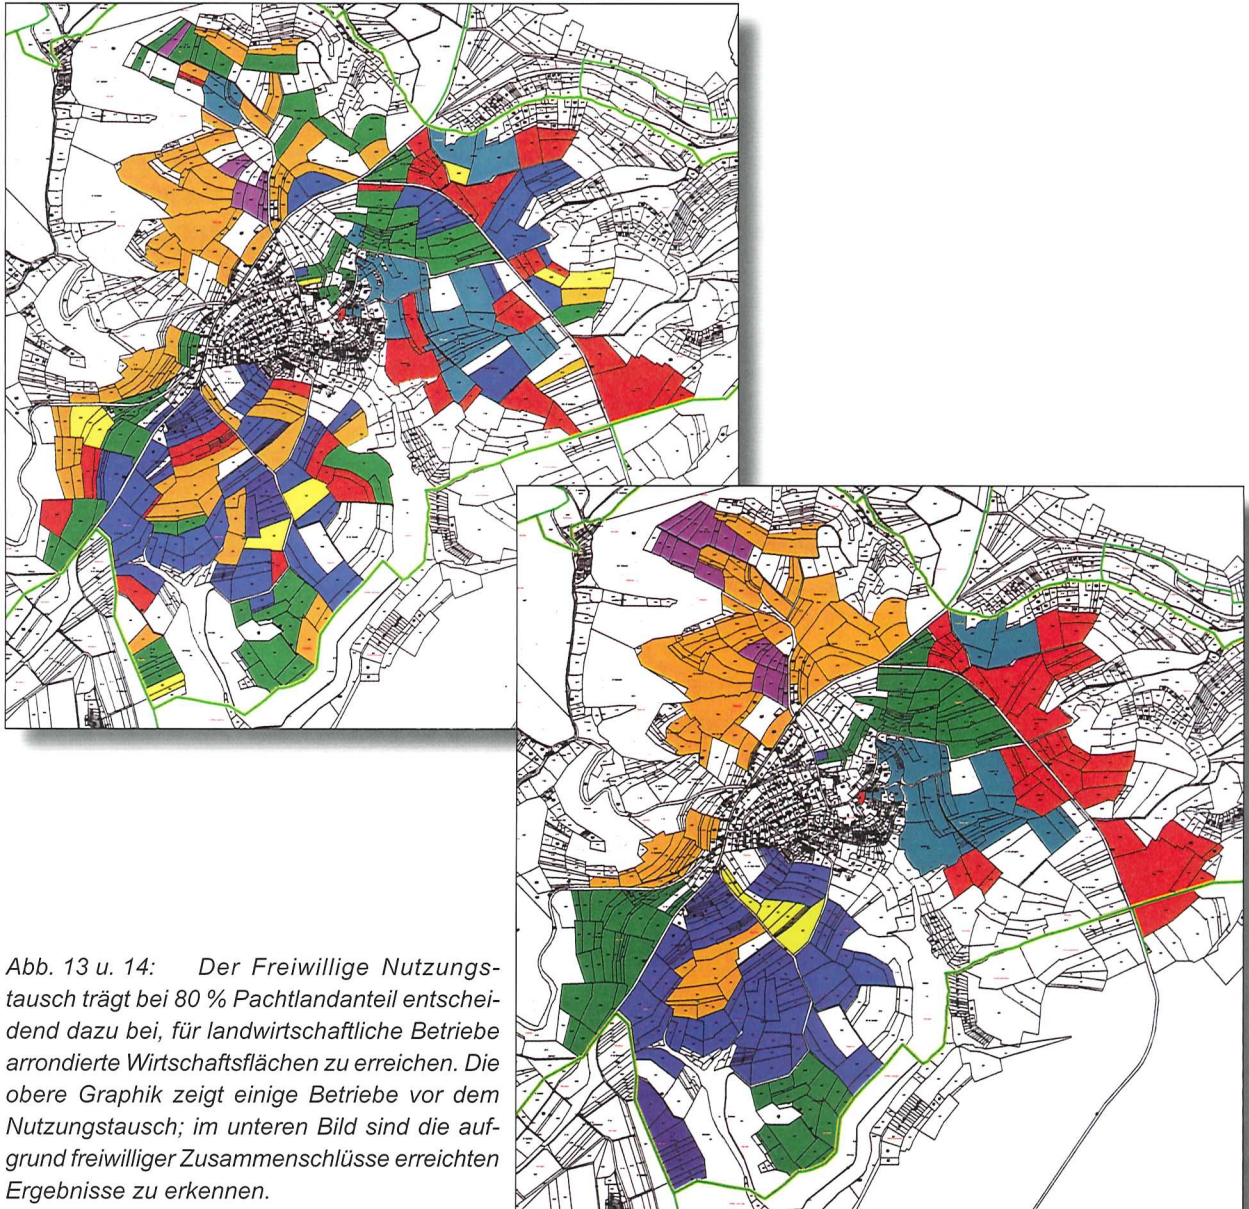 Abb. 13 u. 14: Der Freiwillige Nutzungs-
tausch trägt bei 80 % Pachtlandanteil entschei-
dend dazu bei, für landwirtschaftliche Betriebe
arrondierte Wirtschaftsflächen zu erreichen. Die
obere Graphik zeigt einige Betriebe vor dem
Nutzungstausch; im unteren Bild sind die auf-
grund freiwilliger Zusammenschlüsse erreichten
Ergebnisse zu erkennen.